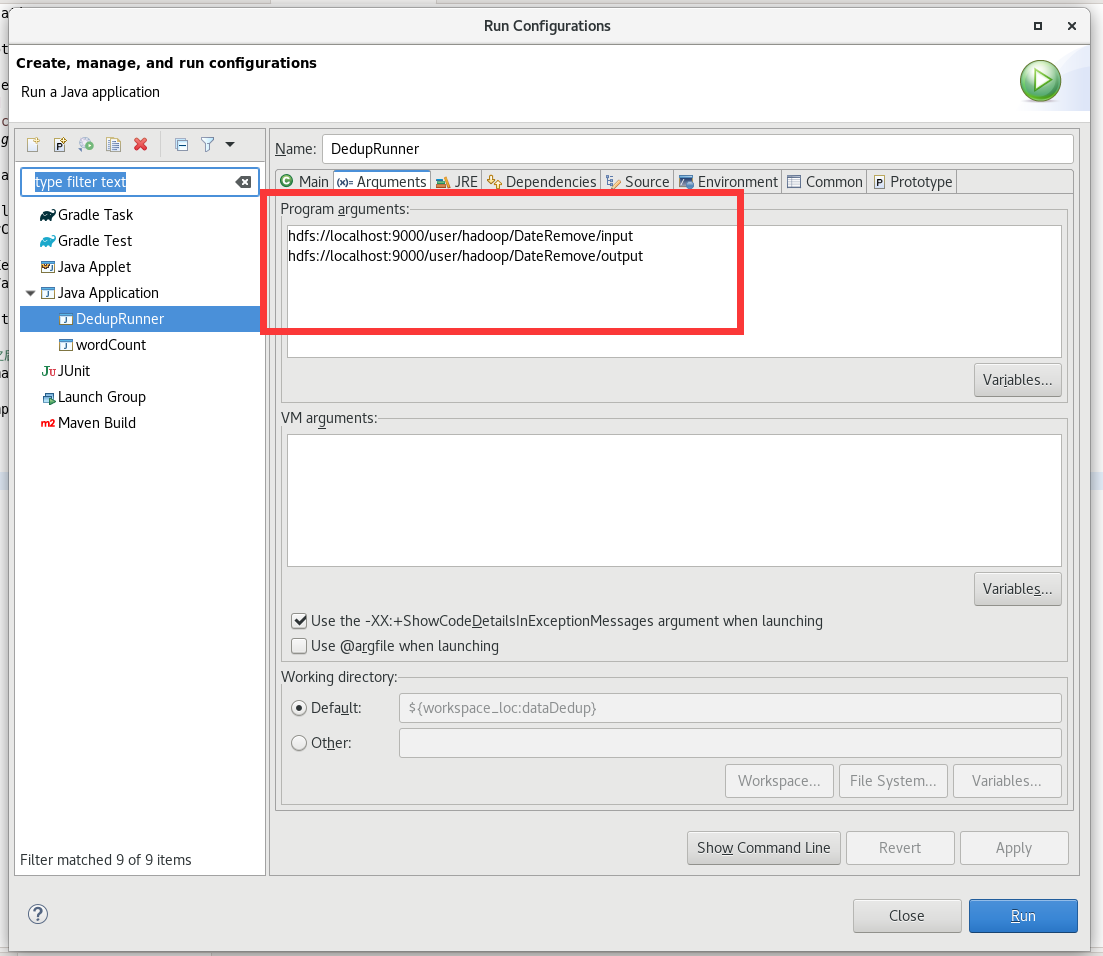 Run Configurations
Create, manage, and run configurations
Run a Java application
Name: DedupRunner
type filter text
Main (x)= Arguments JRE Dependencies Source Environment Common Prototype
Gradle Task
Gradle Test
Java Applet
Java Application
DedupRunner
wordCount
JUnit
Launch Group
Maven Build
Filter matched 9 of 9 items
Program arguments:
hdfs://localhost:9000/user/hadoop/DateRemove/input
hdfs://localhost:9000/user/hadoop/DateRemove/output
Variables...
VM arguments:
Variables...
Use the -XX:+ShowCodeDetailsInExceptionMessages argument when launching
Use @argfile when launching
Working directory:
Default: ${workspace_loc:dataDedup}
Other:
Workspace... File System... Variables...
Show Command Line Revert Apply
Close Run